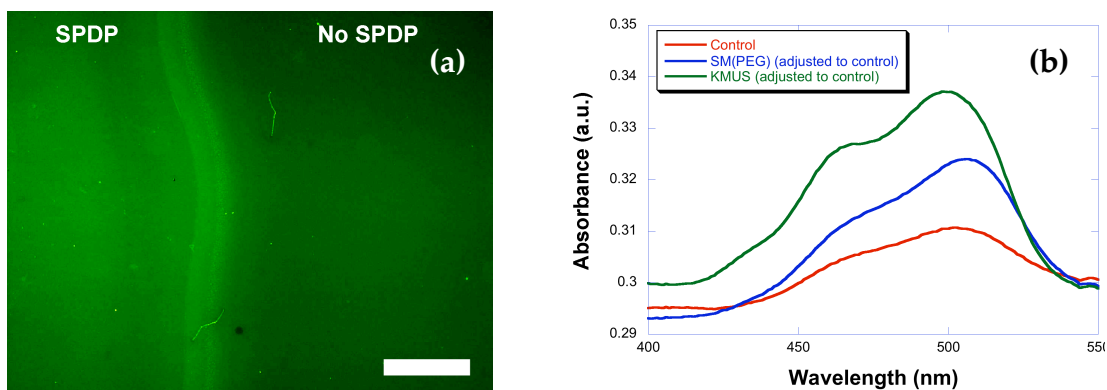 SPDP
No SPDP
(a)
0.35
0.34
0.33
0.32
0.31
0.3
0.29
Absorbance (a.u.)
Control
SM(PEG) (adjusted to control)
KMUS (adjusted to control)
(b)
400
450
500
550
Wavelength (nm)